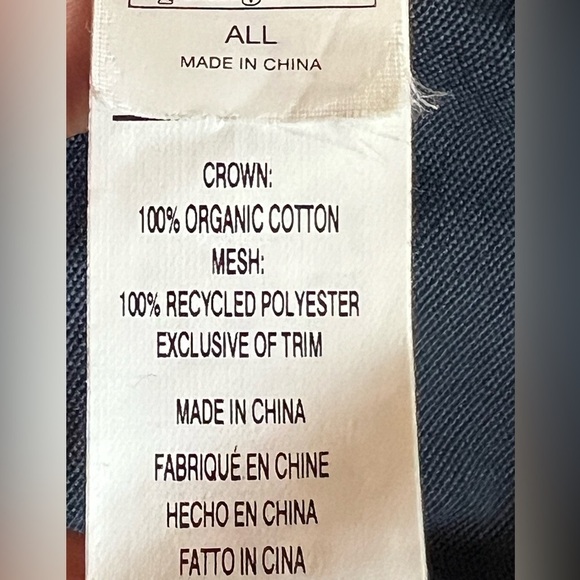 ALL
MADE IN CHINA
CROWN:
100% ORGANIC COTTON
MESH:
100% RECYCLED POLYESTER
EXCLUSIVE OF TRIM
MADE IN CHINA
FABRIQUÉ EN CHINE
HECHO EN CHINA
FATTO IN CINA